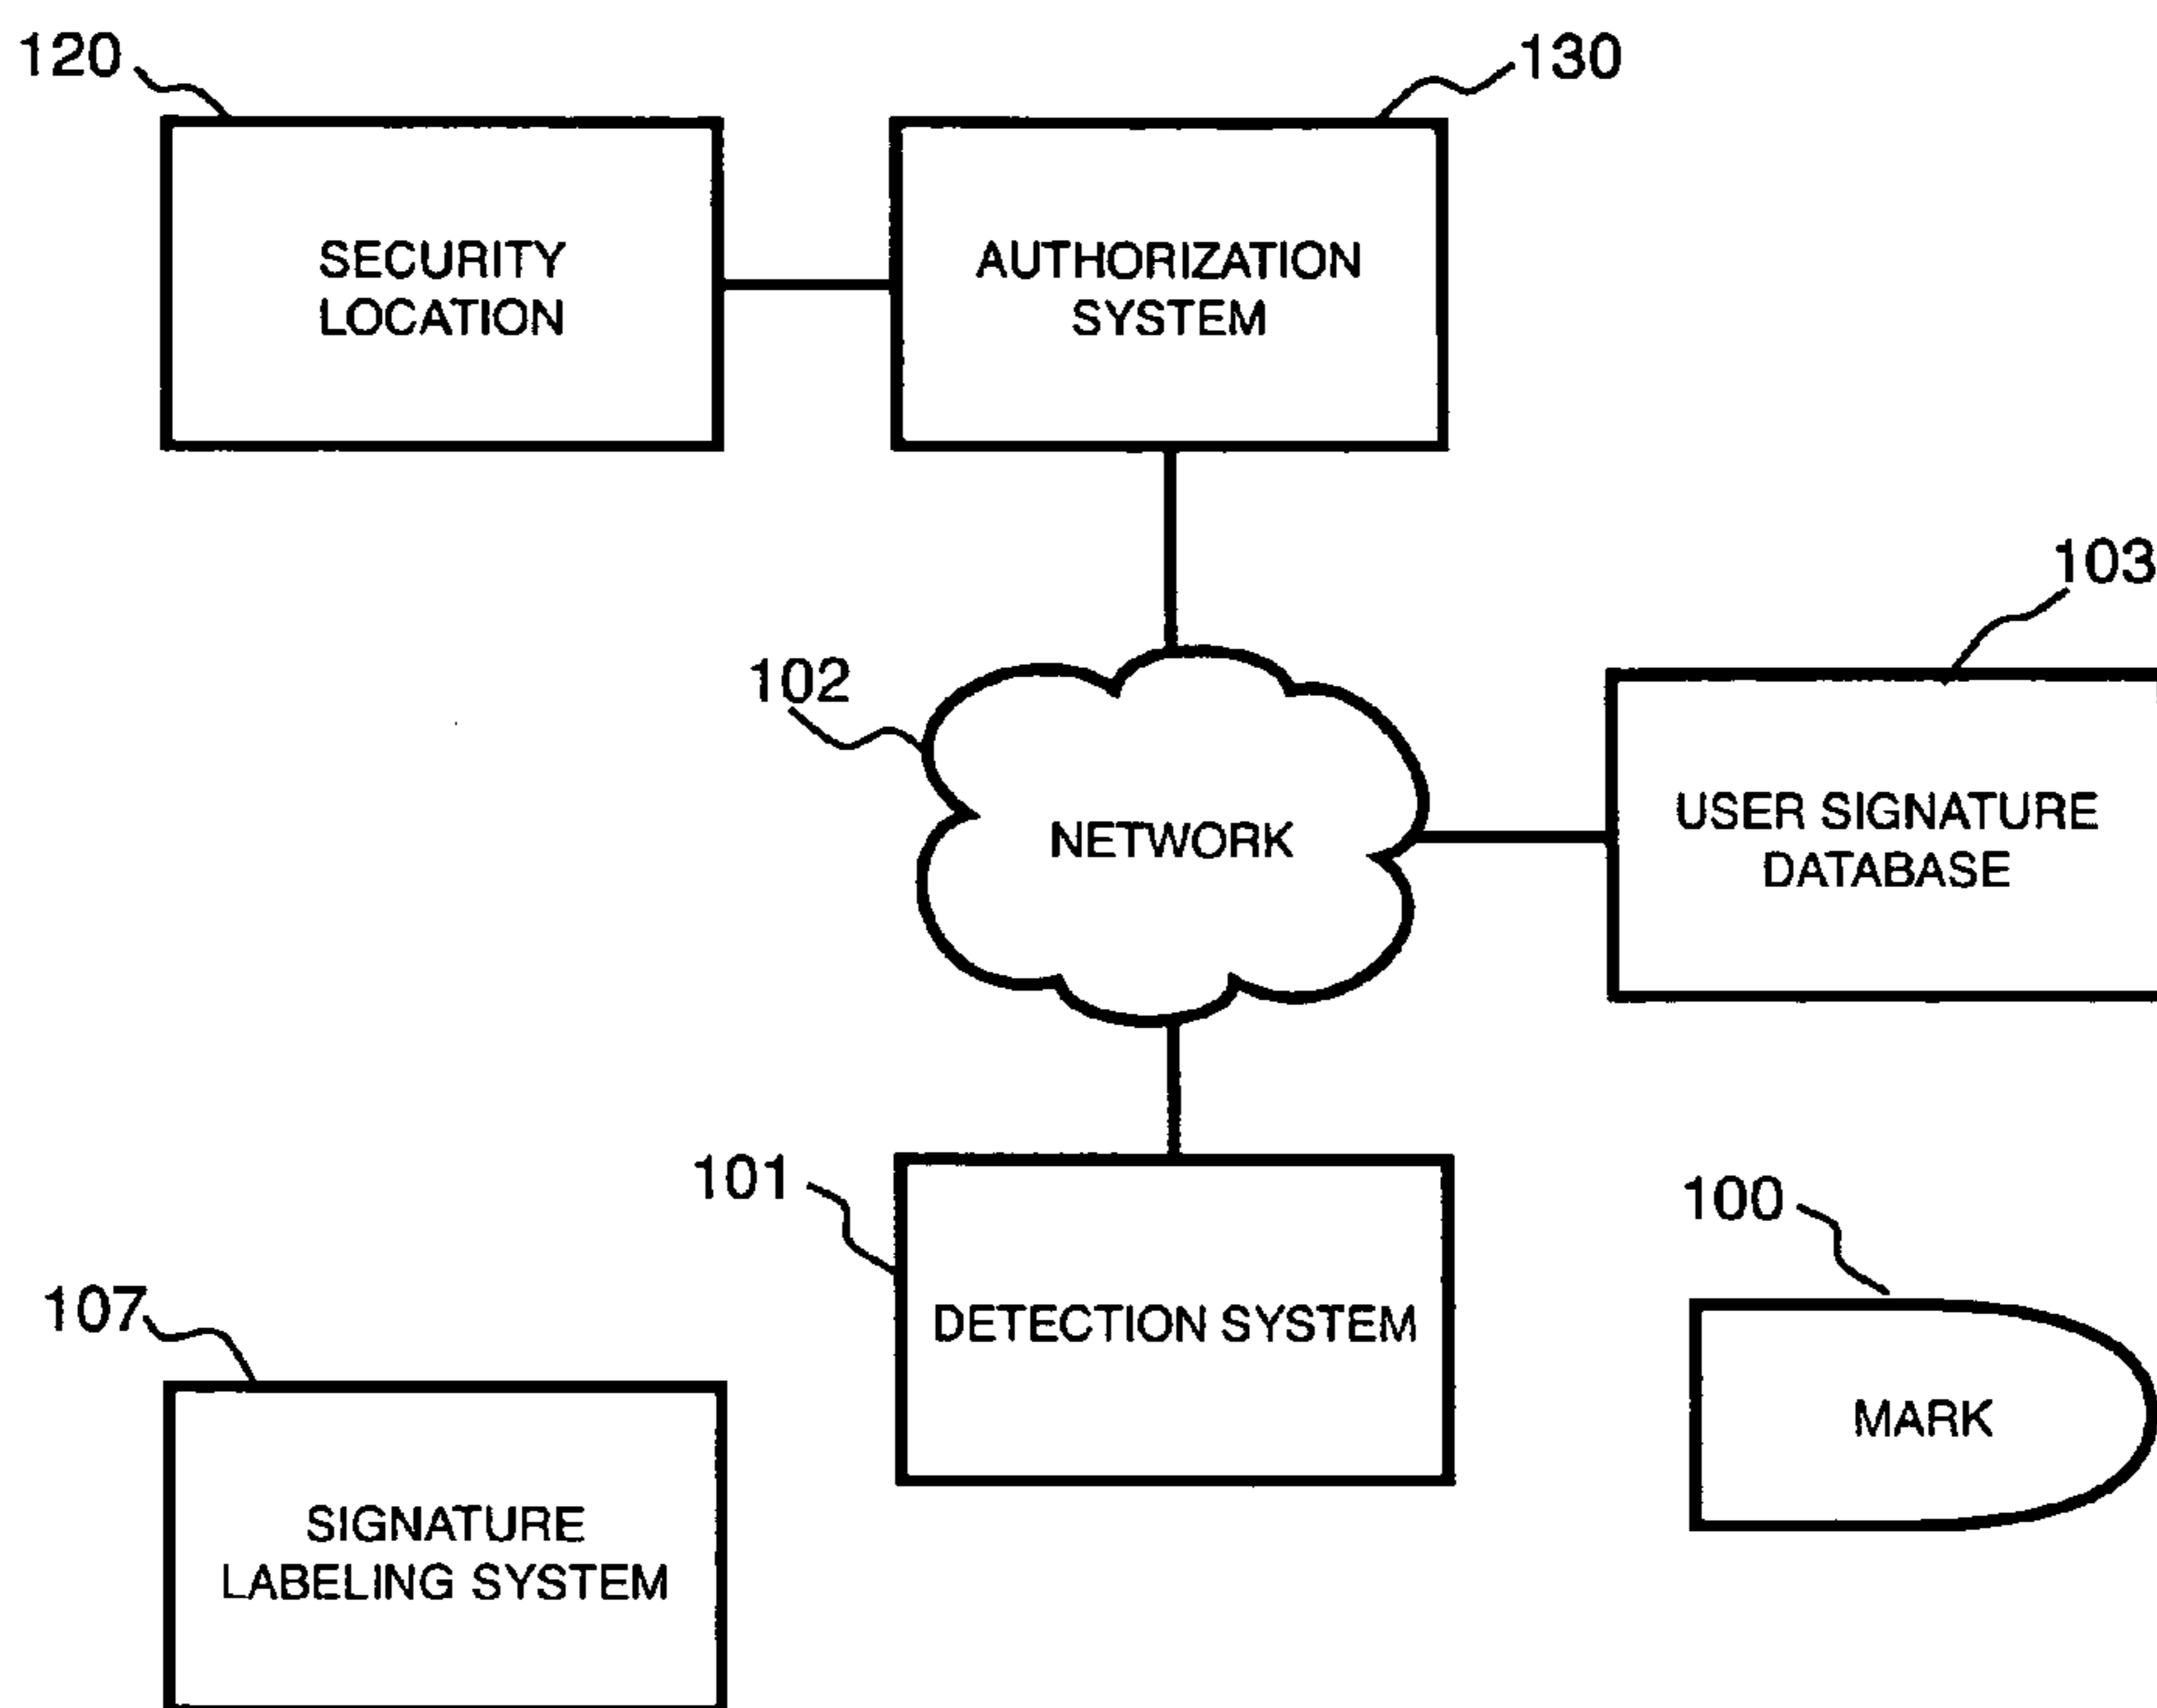 120
130
SECURITY
LOCATION
AUTHORIZATION
SYSTEM
103
102
NETWORK
USER SIGNATURE
DATABASE
101
100
107
DETECTION SYSTEM
MARK
SIGNATURE
LABELING SYSTEM